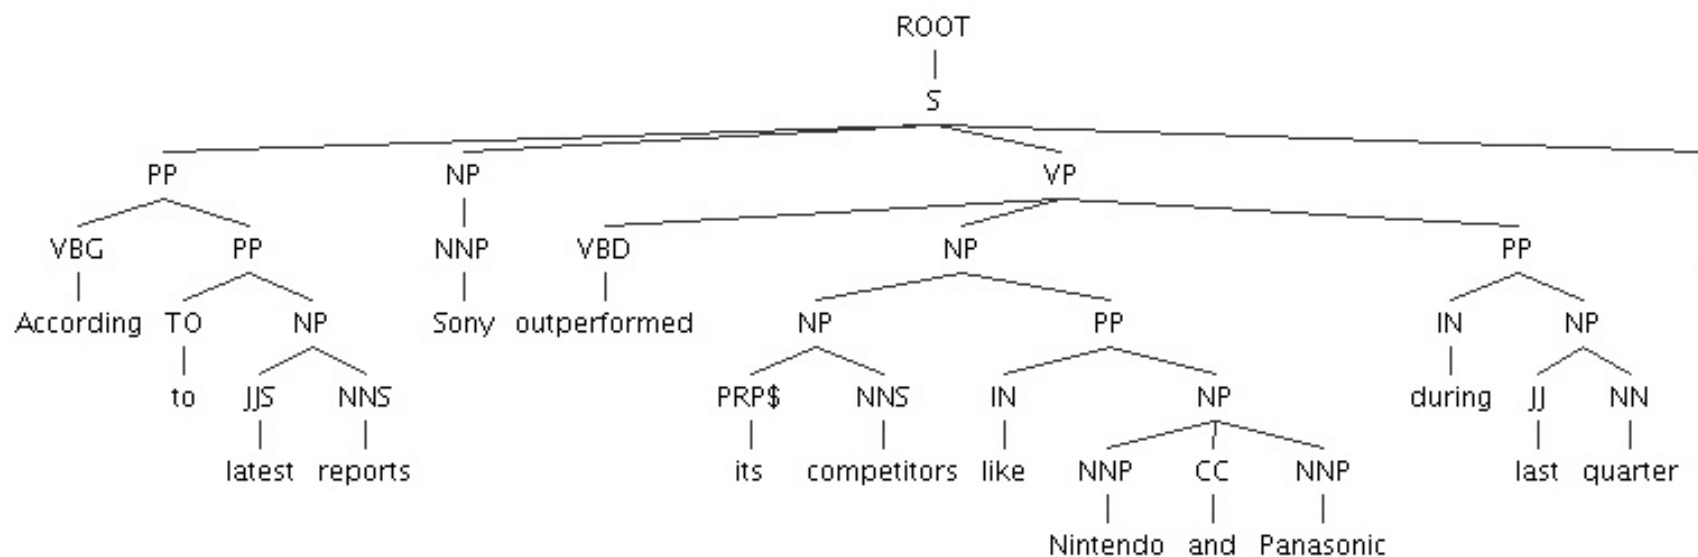 ROOT
S
PP NP VP
VBG PP NNP VBD NP PP
According TO NP Sony outperformed NP PP IN NP
to JJS NNS PRP$ NNS IN NP during JJ NN
latest reports its competitors like NNP CC NNP last quarter
Nintendo and Panasonic